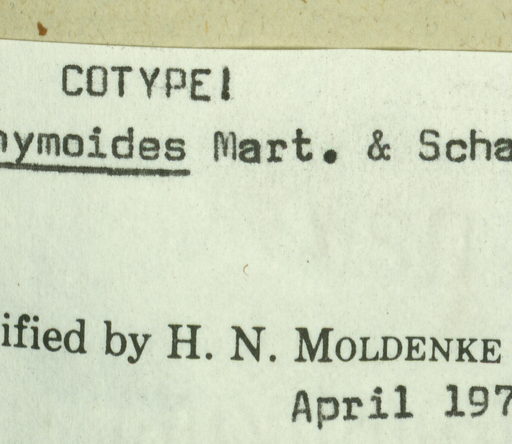 COTYPE!
hymoides Mart. & Scha
ified by H. N. MOLDENKE
April 197